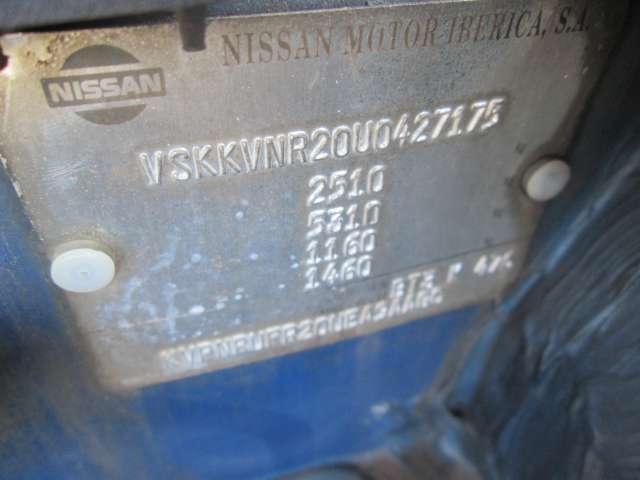 NISSAN MOTOR IBERICA, S.A.
NISSAN
VSKKVNR20U0427175
2510
5310
1160
1460